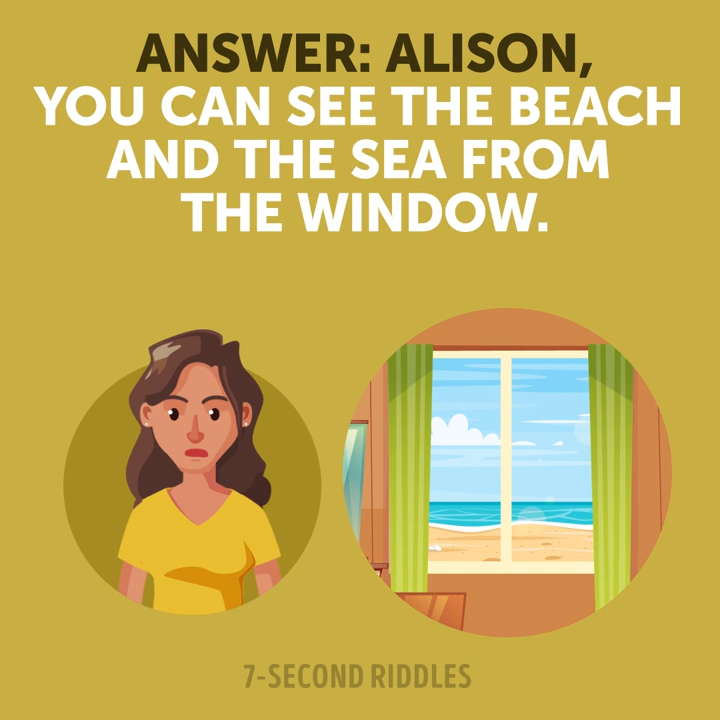 ANSWER: ALISON,
YOU CAN SEE THE BEACH
AND THE SEA FROM
THE WINDOW.
7-SECOND RIDDLES